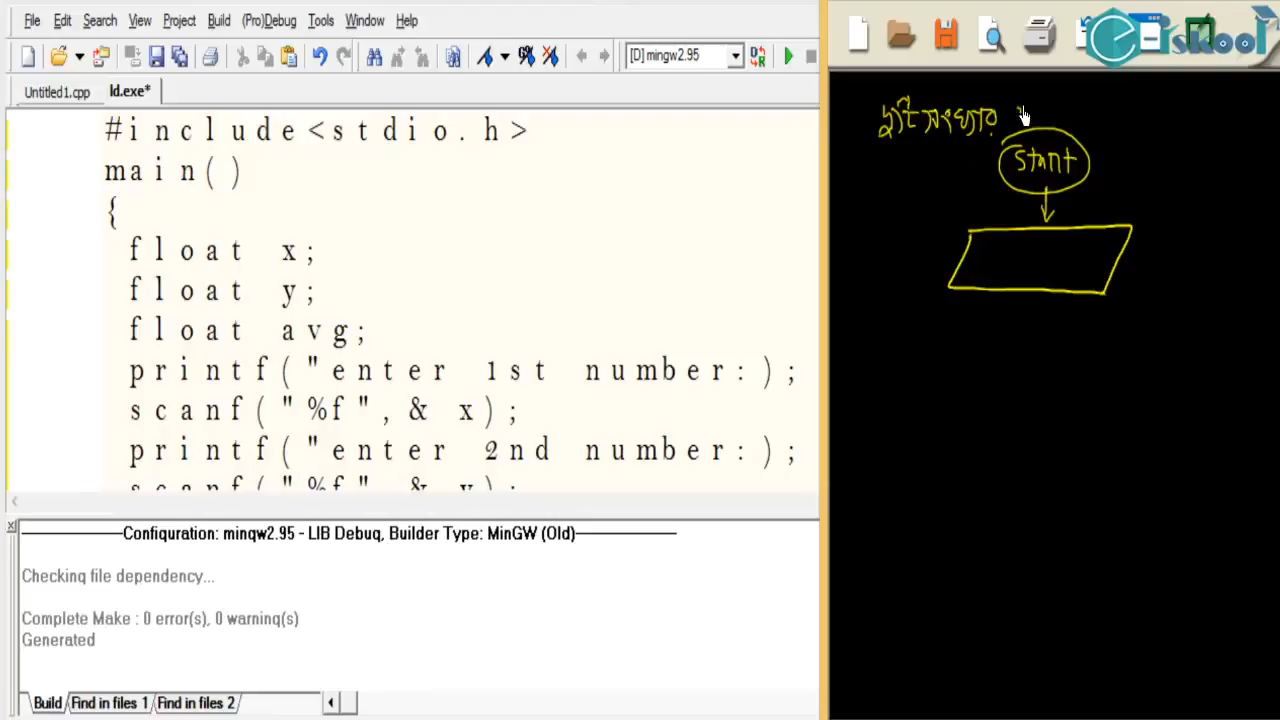 File Edit Search View Project Build (Pro)Debug Tools Window Help
[D] mingw2.95
e-iskool
Untitled1.cpp ld.exe*
#include<stdio.h>
main()
{
float x;
float y;
float avg;
printf("enter 1st number:);
scanf("%f",& x);
printf("enter 2nd number:);
scanf("%f",& y);
দুটি সংখ্যার
start
Configuration: mingw2.95 - LIB Debug, Builder Type: MinGW (Old)
Checking file dependency...
Complete Make : 0 error(s), 0 warning(s)
Generated
Build Find in files 1 Find in files 2